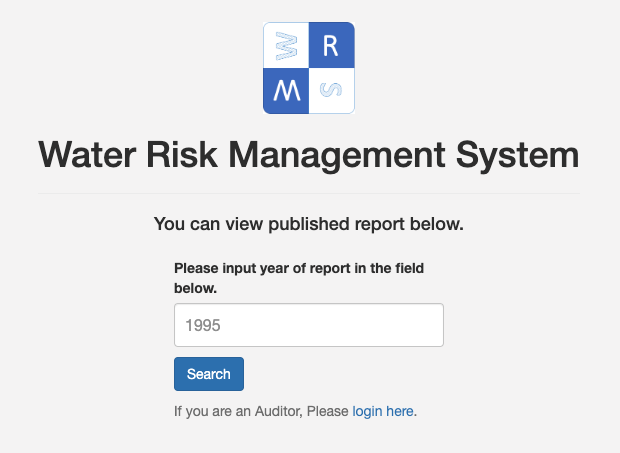 W R
W S
Water Risk Management System
You can view published report below.
Please input year of report in the field
below.
1995
Search
If you are an Auditor, Please login here.